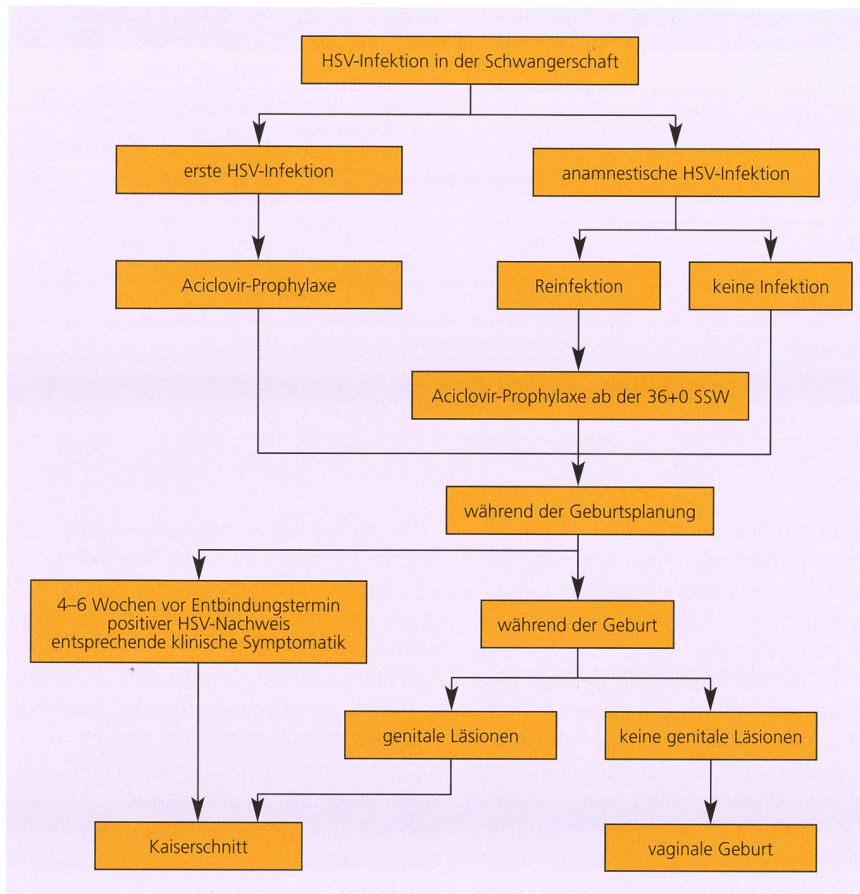 HSV-Infektion in der Schwangerschaft
erste HSV-Infektion
anamnestische HSV-Infektion
Aciclovir-Prophylaxe
Reinfektion
keine Infektion
Aciclovir-Prophylaxe ab der 36+0 SSW
während der Geburtsplanung
4–6 Wochen vor Entbindungstermin
positiver HSV-Nachweis
entsprechende klinische Symptomatik
während der Geburt
genitale Läsionen
keine genitale Läsionen
Kaiserschnitt
vaginale Geburt